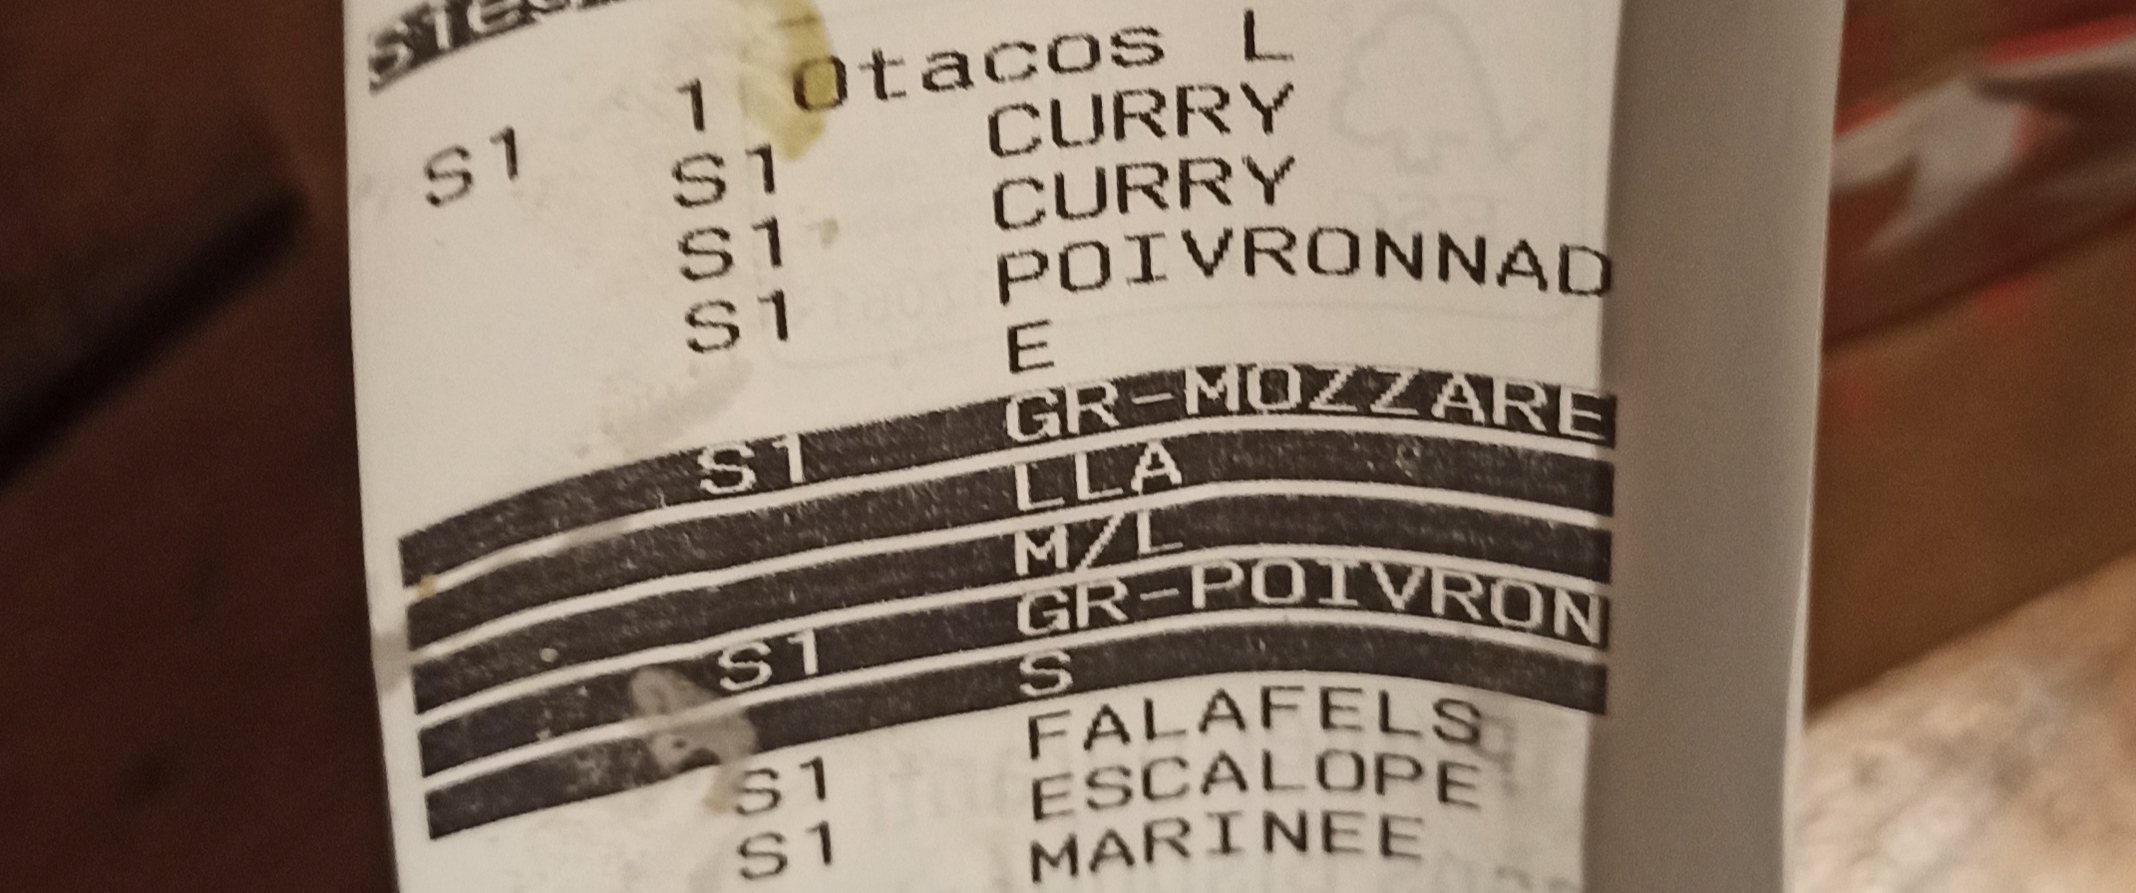 S1 1 Otacos L
S1 CURRY
S1 CURRY
S1 POIVRONNAD
E
S1 GR-MOZZARE
LLA
M/L
S1 GR-POIVRON
S
S1 FALAFELS
S1 ESCALOPE
MARINEE